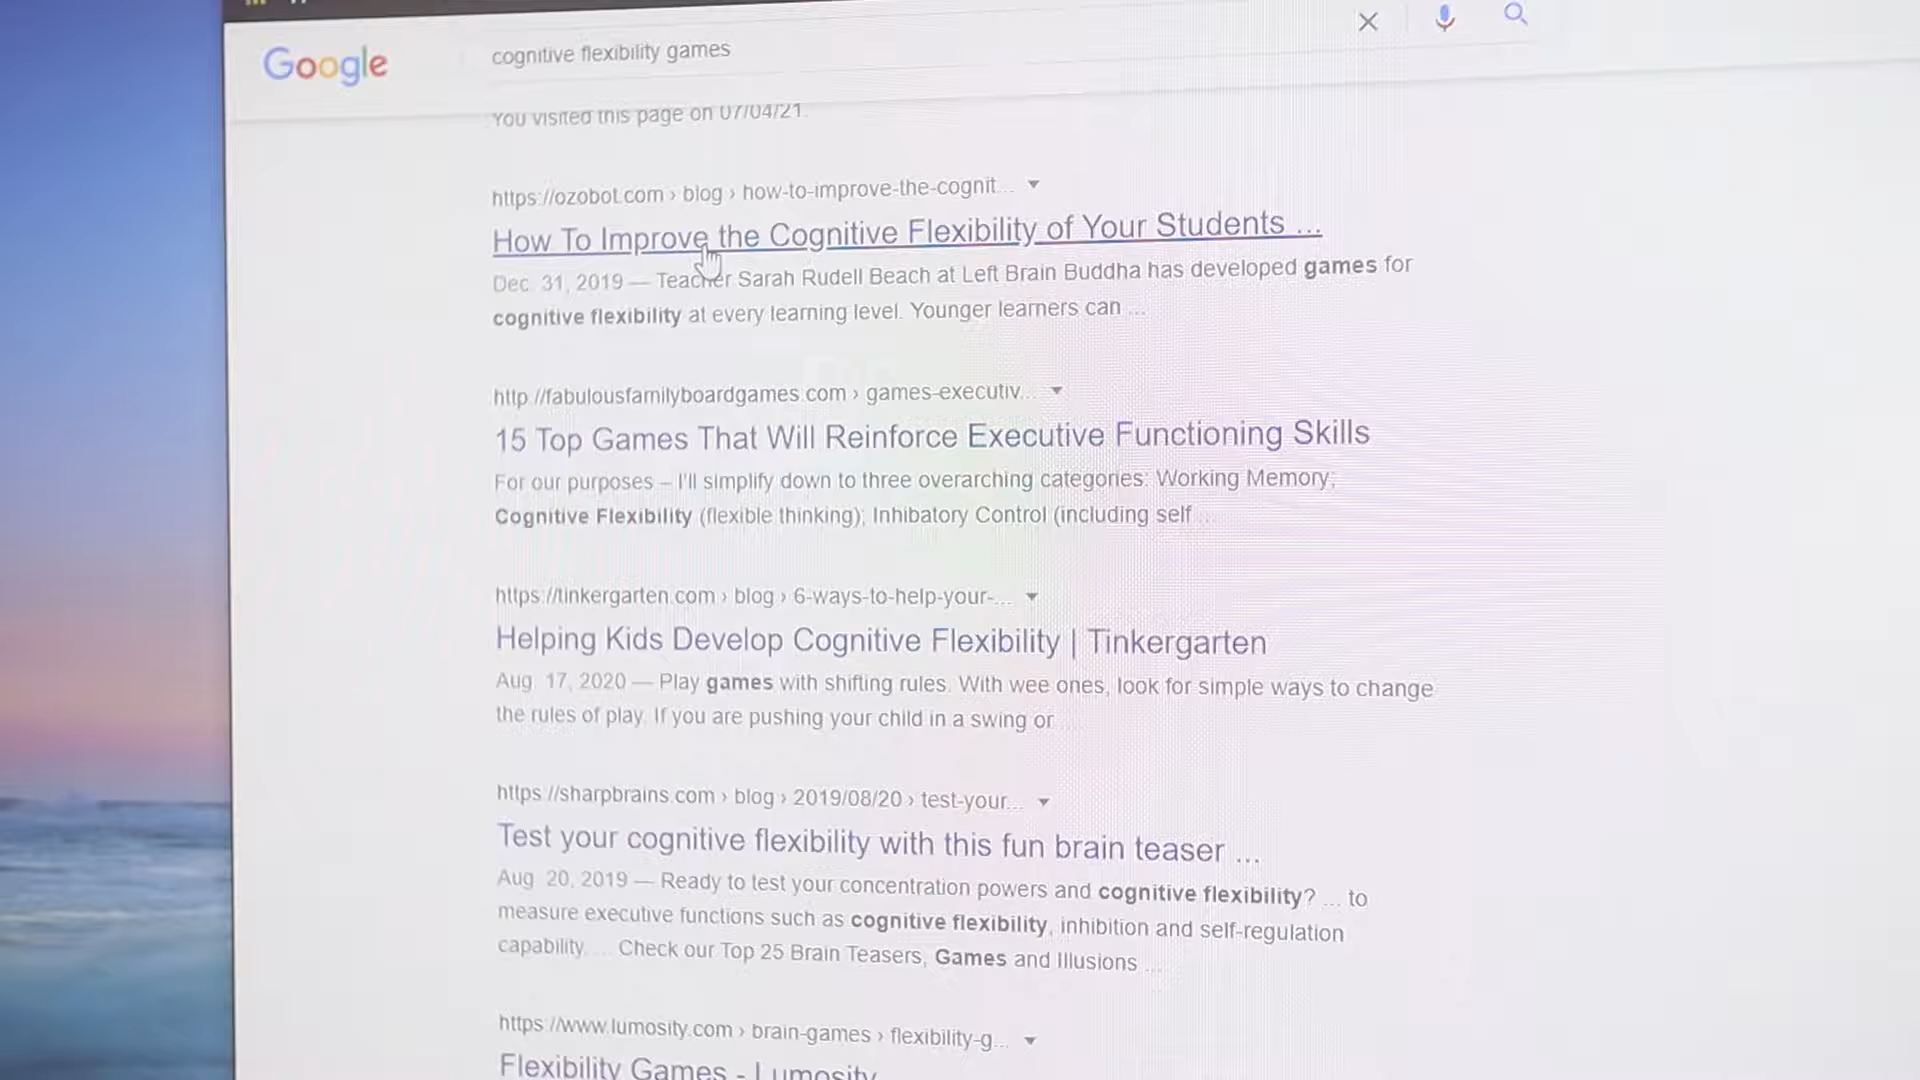 Google
cognitive flexibility games
You visited this page on 07/04/21.
https://ozobot.com › blog › how-to-improve-the-cognit...
How To Improve the Cognitive Flexibility of Your Students ...
Dec. 31, 2019 — Teacher Sarah Rudell Beach at Left Brain Buddha has developed games for
cognitive flexibility at every learning level. Younger learners can ...
http://fabulousfamilyboardgames.com › games-executiv...
15 Top Games That Will Reinforce Executive Functioning Skills
For our purposes – I'll simplify down to three overarching categories: Working Memory;
Cognitive Flexibility (flexible thinking); Inhibatory Control (including self ...
https://tinkergarten.com › blog › 6-ways-to-help-your-...
Helping Kids Develop Cognitive Flexibility | Tinkergarten
Aug. 17, 2020 — Play games with shifting rules. With wee ones, look for simple ways to change
the rules of play. If you are pushing your child in a swing or ...
https://sharpbrains.com › blog › 2019/08/20 › test-your...
Test your cognitive flexibility with this fun brain teaser ...
Aug. 20, 2019 — Ready to test your concentration powers and cognitive flexibility? ... to
measure executive functions such as cognitive flexibility, inhibition and self-regulation
capability. ... Check our Top 25 Brain Teasers, Games and Illusions ...
https://www.lumosity.com › brain-games › flexibility-g...
Flexibility Games - Lumosity